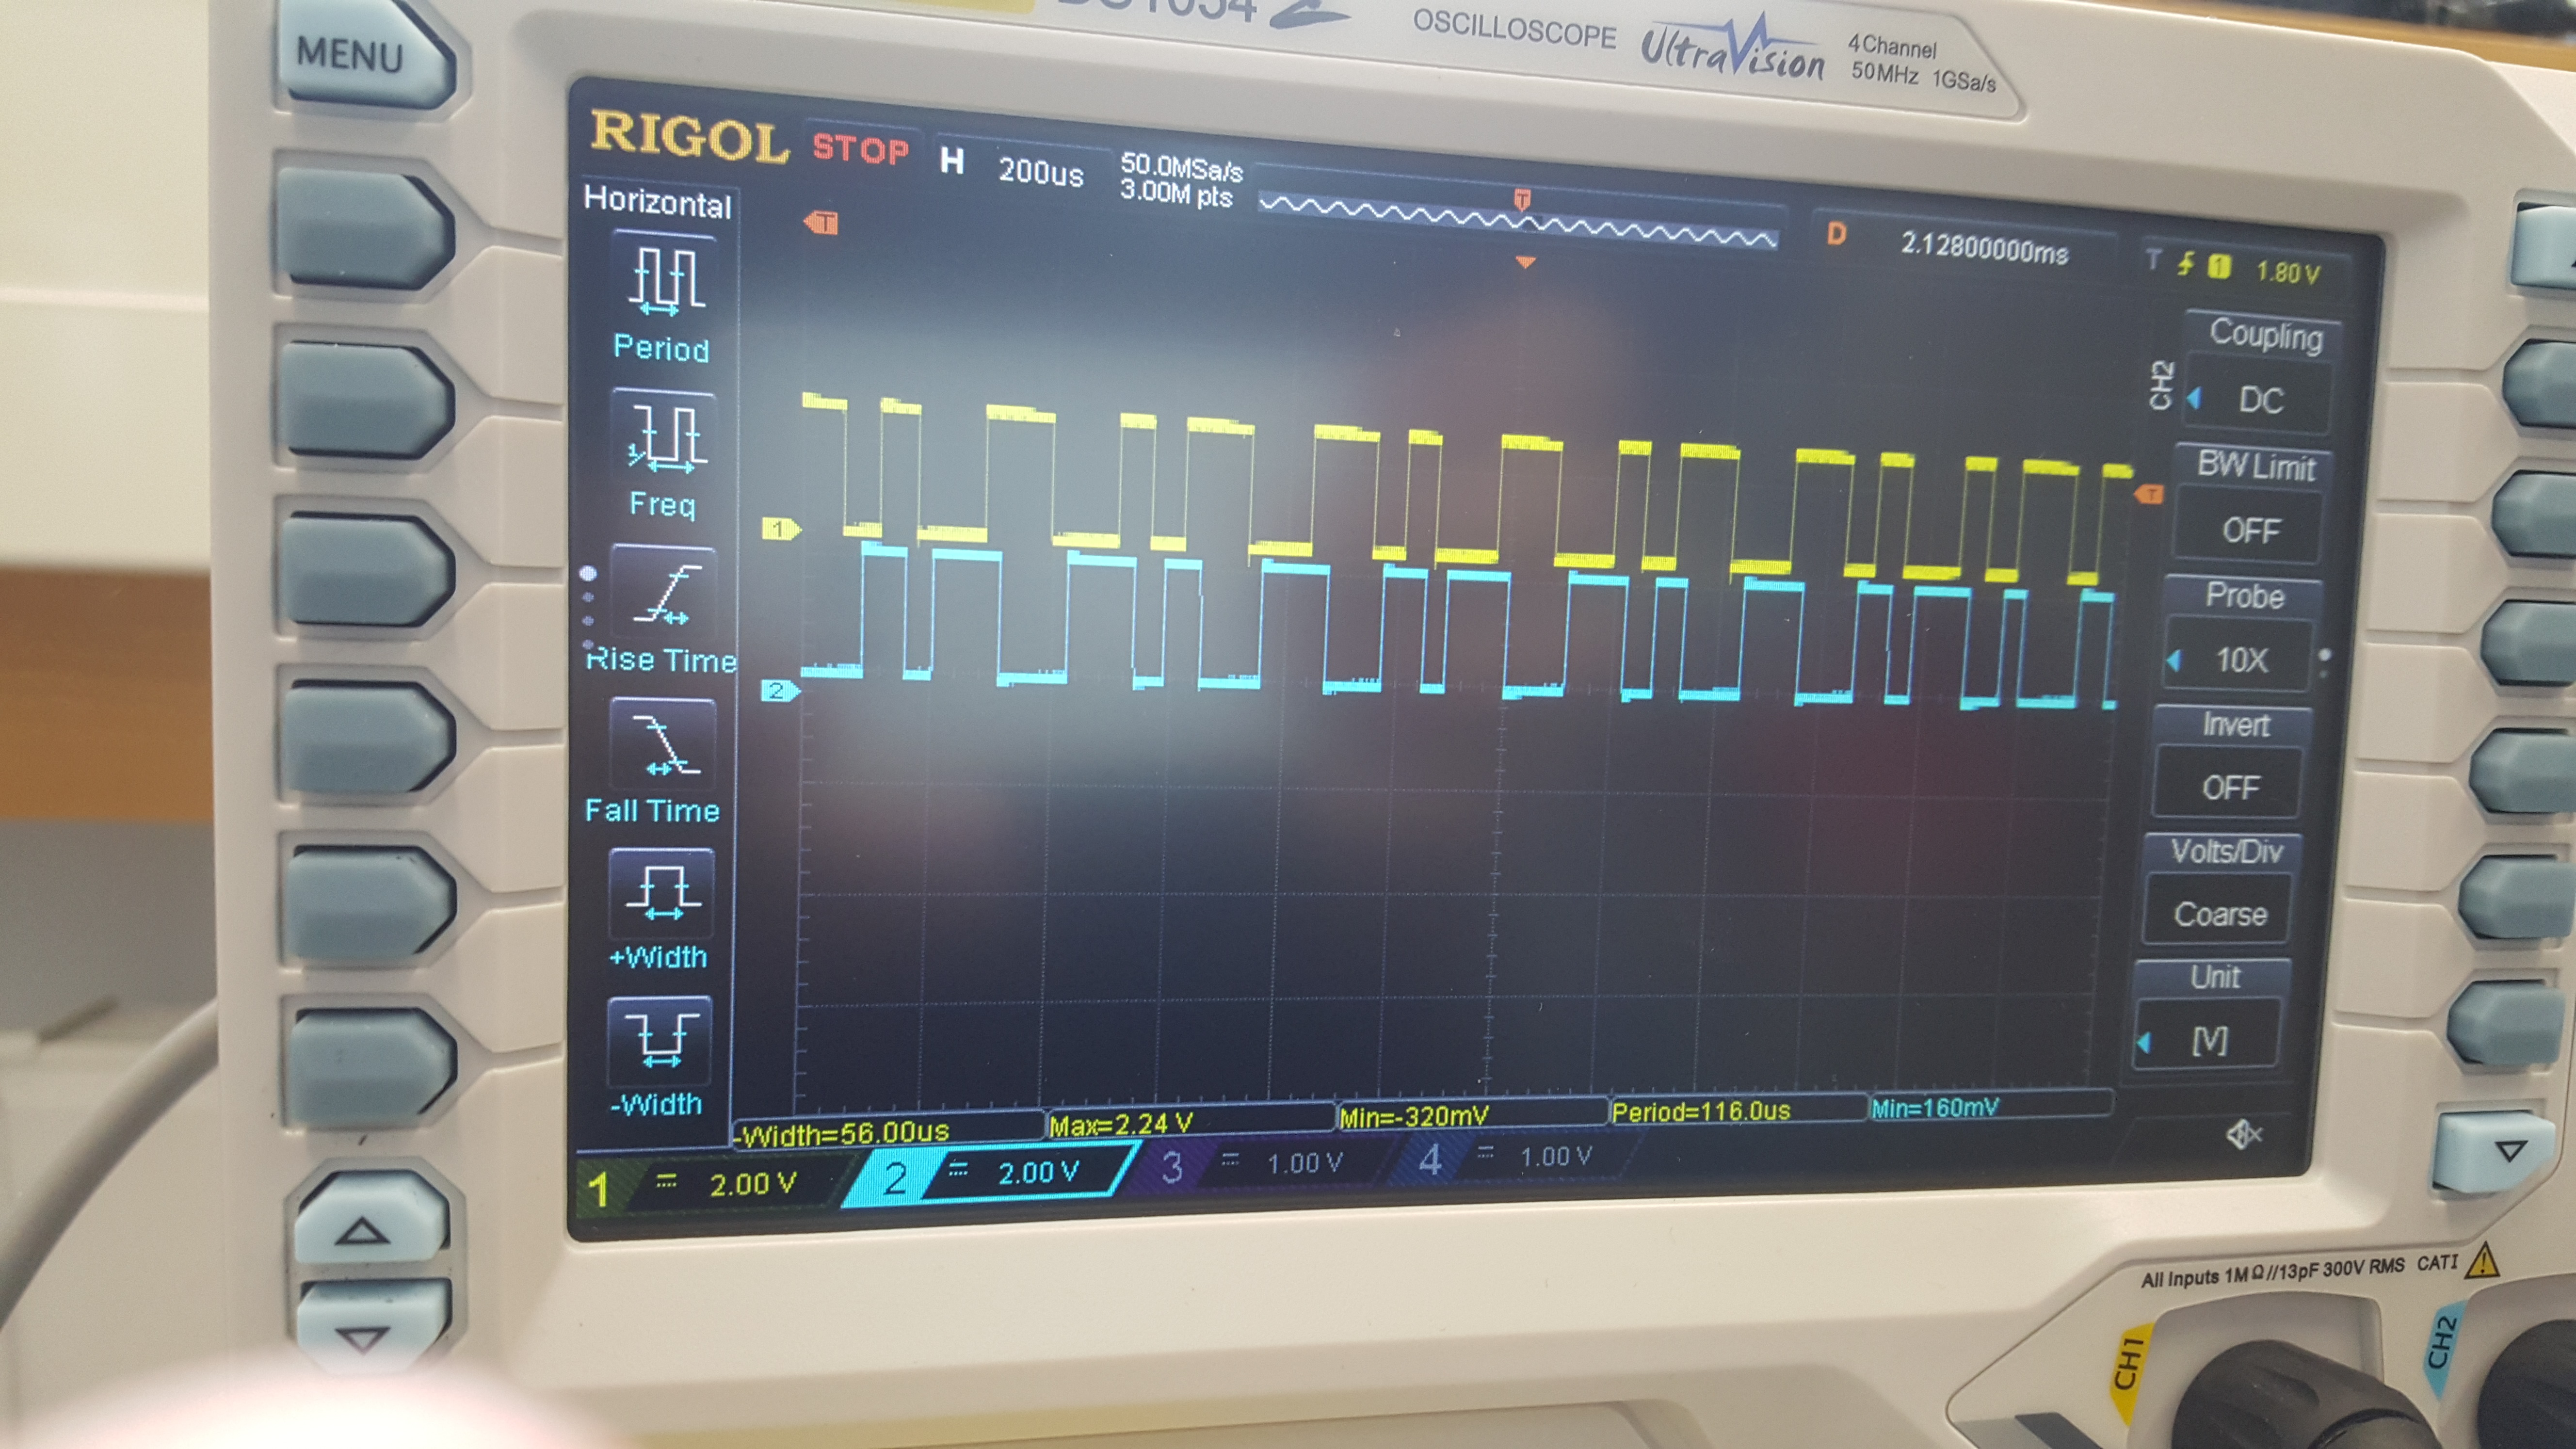 MENU
OSCILLOSCOPE
UltraVision
4 Channel
50MHz 1GSa/s
RIGOL
STOP
H 200us
50.0MSa/s
3.00M pts
T
D 2.12800000ms
T 1 1.80 V
Horizontal
T
Period
Freq
Rise Time
Fall Time
+Width
-Width
1
2
T
CH2
Coupling
DC
BW Limit
OFF
Probe
10X
Invert
OFF
Volts/Div
Coarse
Unit
[V]
-Width=56.00us
Max=2.24 V
Min=-320mV
Period=116.0us
Min=160mV
1 2.00 V
2 2.00 V
3 1.00 V
4 1.00 V
All Inputs 1MΩ//13pF 300V RMS CATI
CH1
CH2